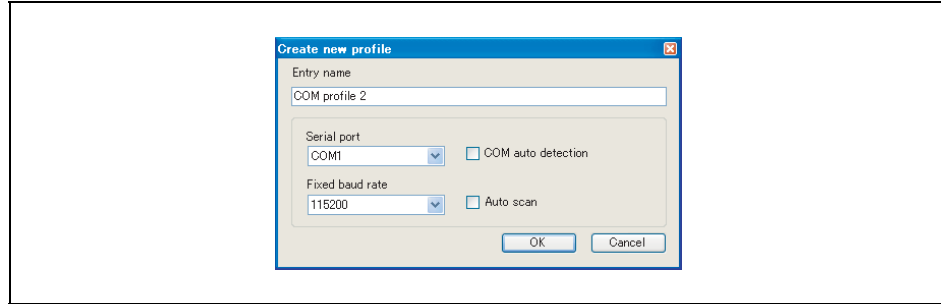 Create new profile
Entry name
COM profile 2
Serial port
COM1
COM auto detection
Fixed baud rate
115200
Auto scan
OK
Cancel